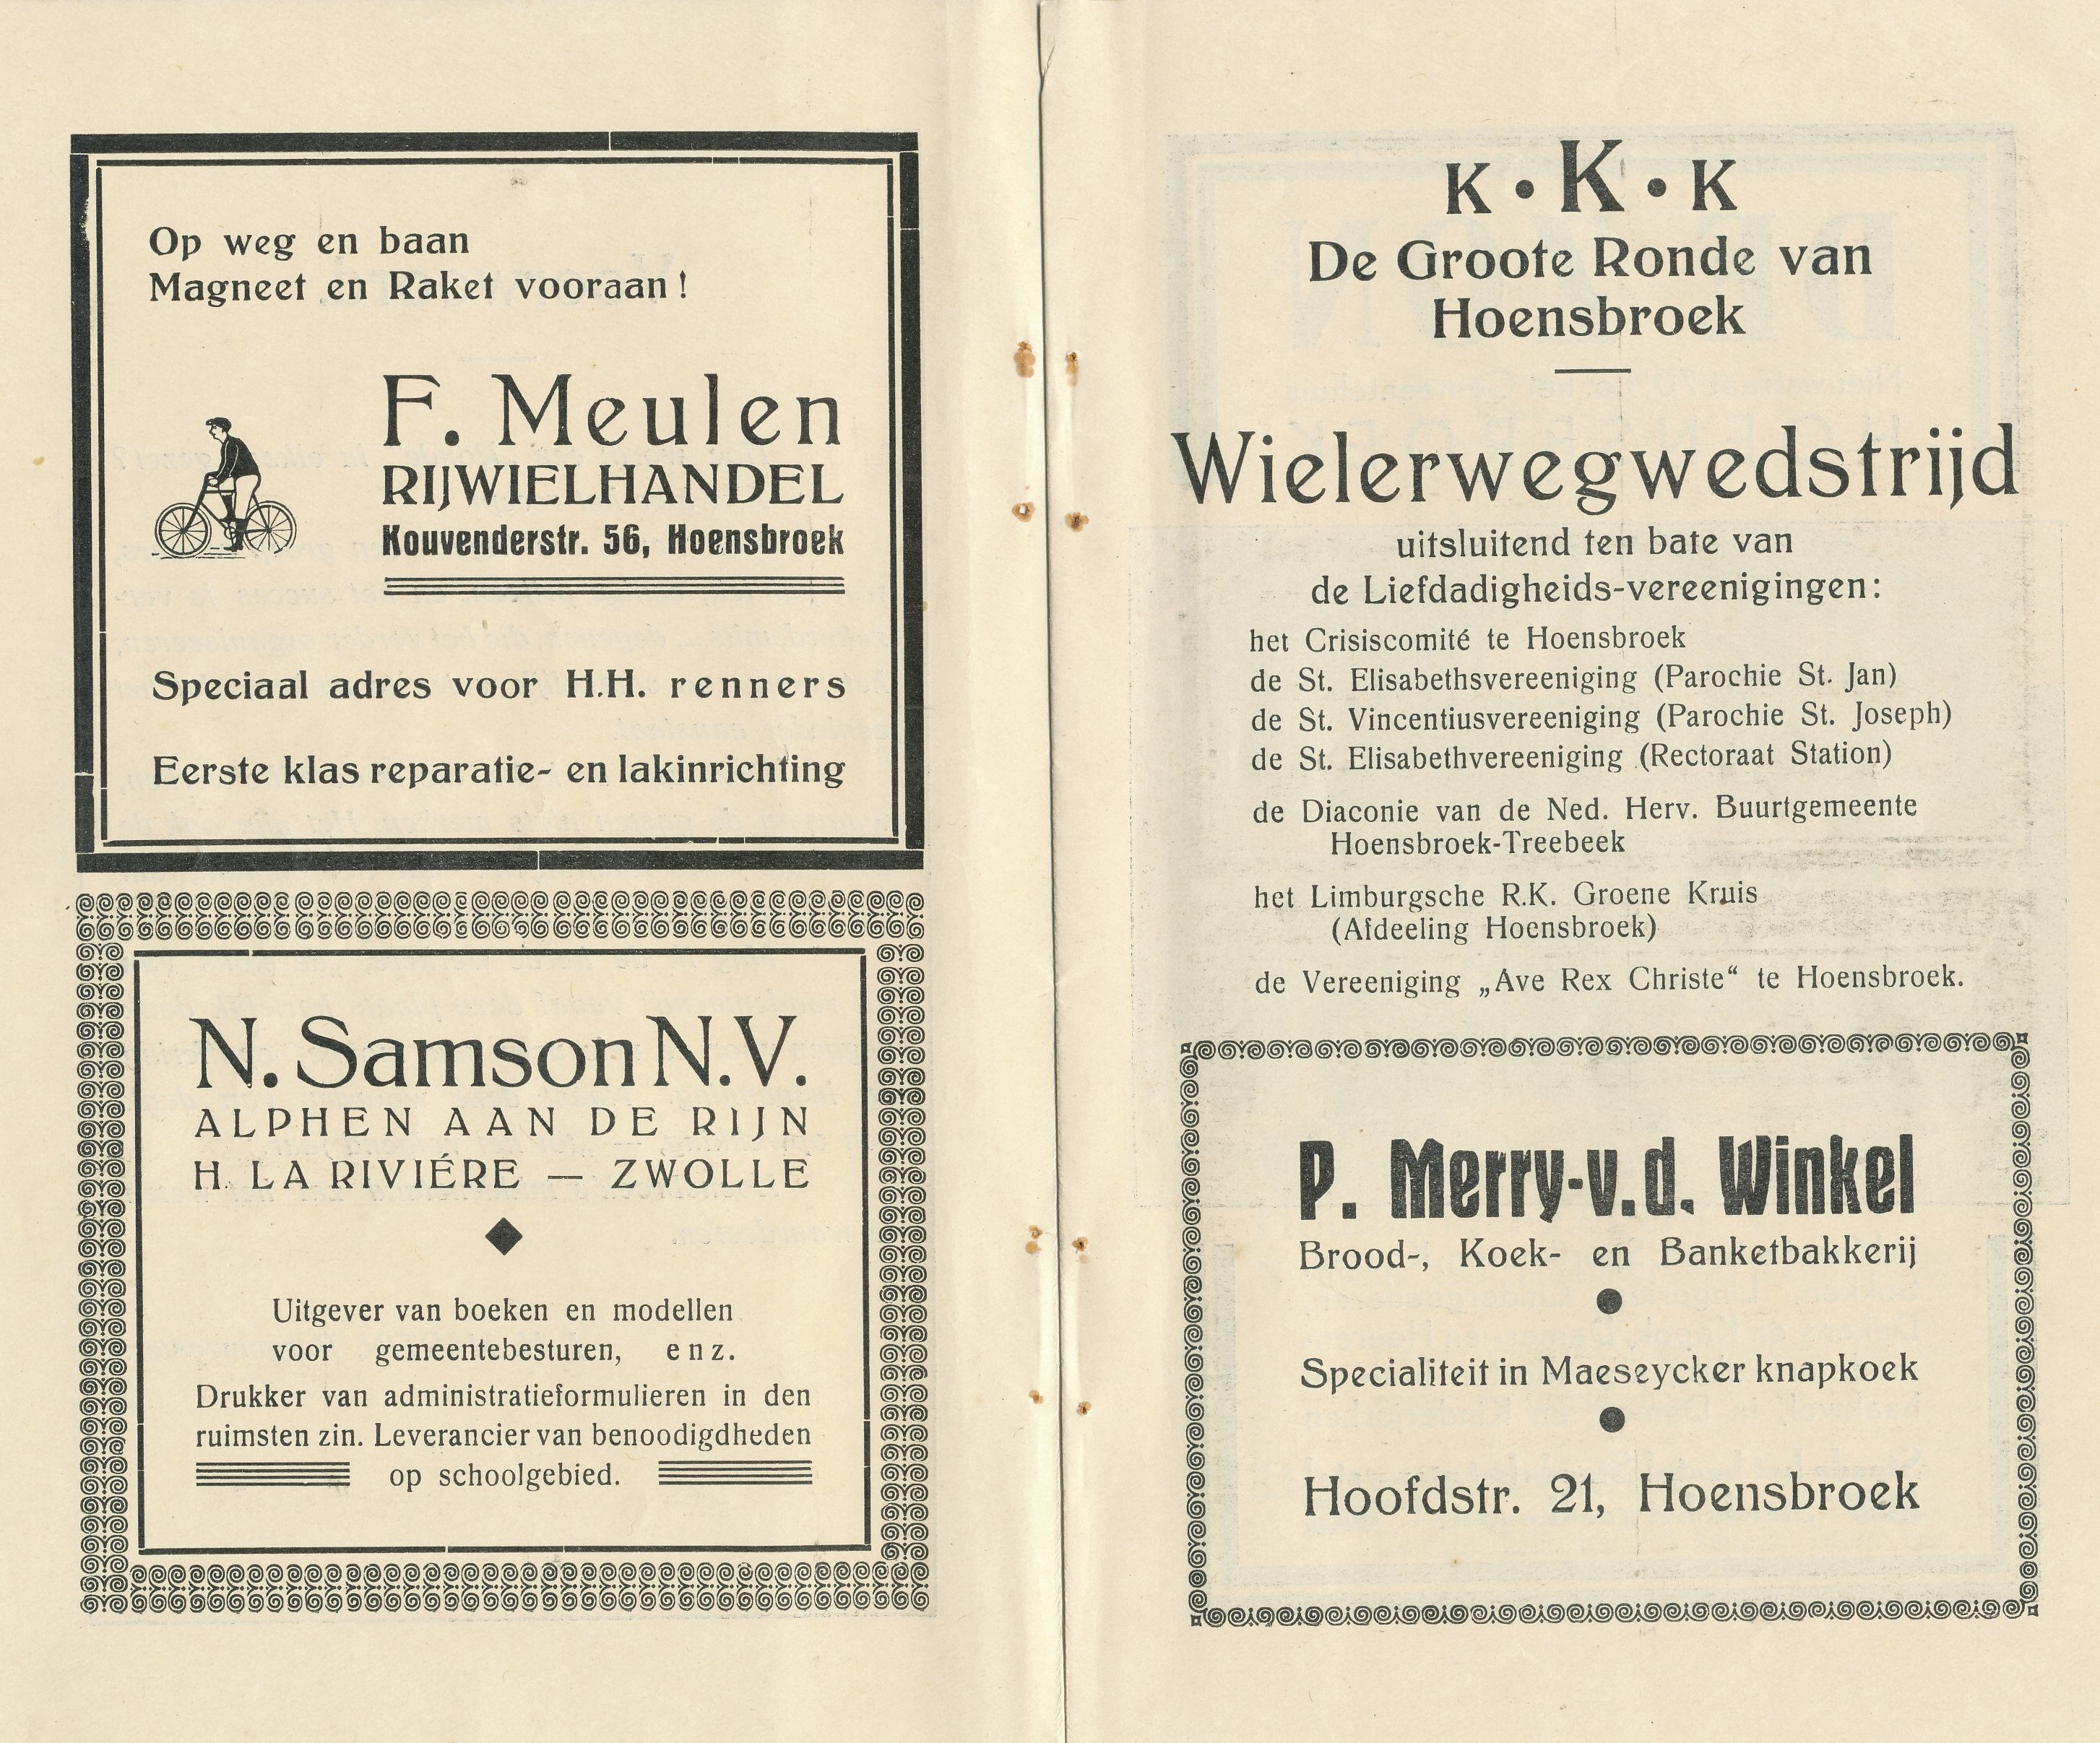 Op weg en baan
Magneet en Raket vooraan!
F. Meulen
RIJWIELHANDEL
Kouvenderstr. 56, Hoensbroek
Speciaal adres voor H.H. renners
Eerste klas reparatie- en lakinrichting
N. Samson N.V.
ALPHEN AAN DE RIJN
H. LA RIVIÉRE — ZWOLLE
Uitgever van boeken en modellen
voor gemeentebesturen, enz.
Drukker van administratieformulieren in den
ruimsten zin. Leverancier van benoodigdheden
op schoolgebied.
K • K • K
De Groote Ronde van
Hoensbroek
Wielerwegwedstrijd
uitsluitend ten bate van
de Liefdadigheids-vereenigingen:
het Crisiscomité te Hoensbroek
de St. Elisabethsvereeniging (Parochie St. Jan)
de St. Vincentiusvereeniging (Parochie St. Joseph)
de St. Elisabethvereeniging (Rectoraat Station)
de Diaconie van de Ned. Herv. Buurtgemeente
Hoensbroek-Treebeek
het Limburgsche R.K. Groene Kruis
(Afdeeling Hoensbroek)
de Vereeniging „Ave Rex Christe“ te Hoensbroek.
P. Merry-v.d. Winkel
Brood-, Koek- en Banketbakkerij
Specialiteit in Maeseycker knapkoek
Hoofdstr. 21, Hoensbroek